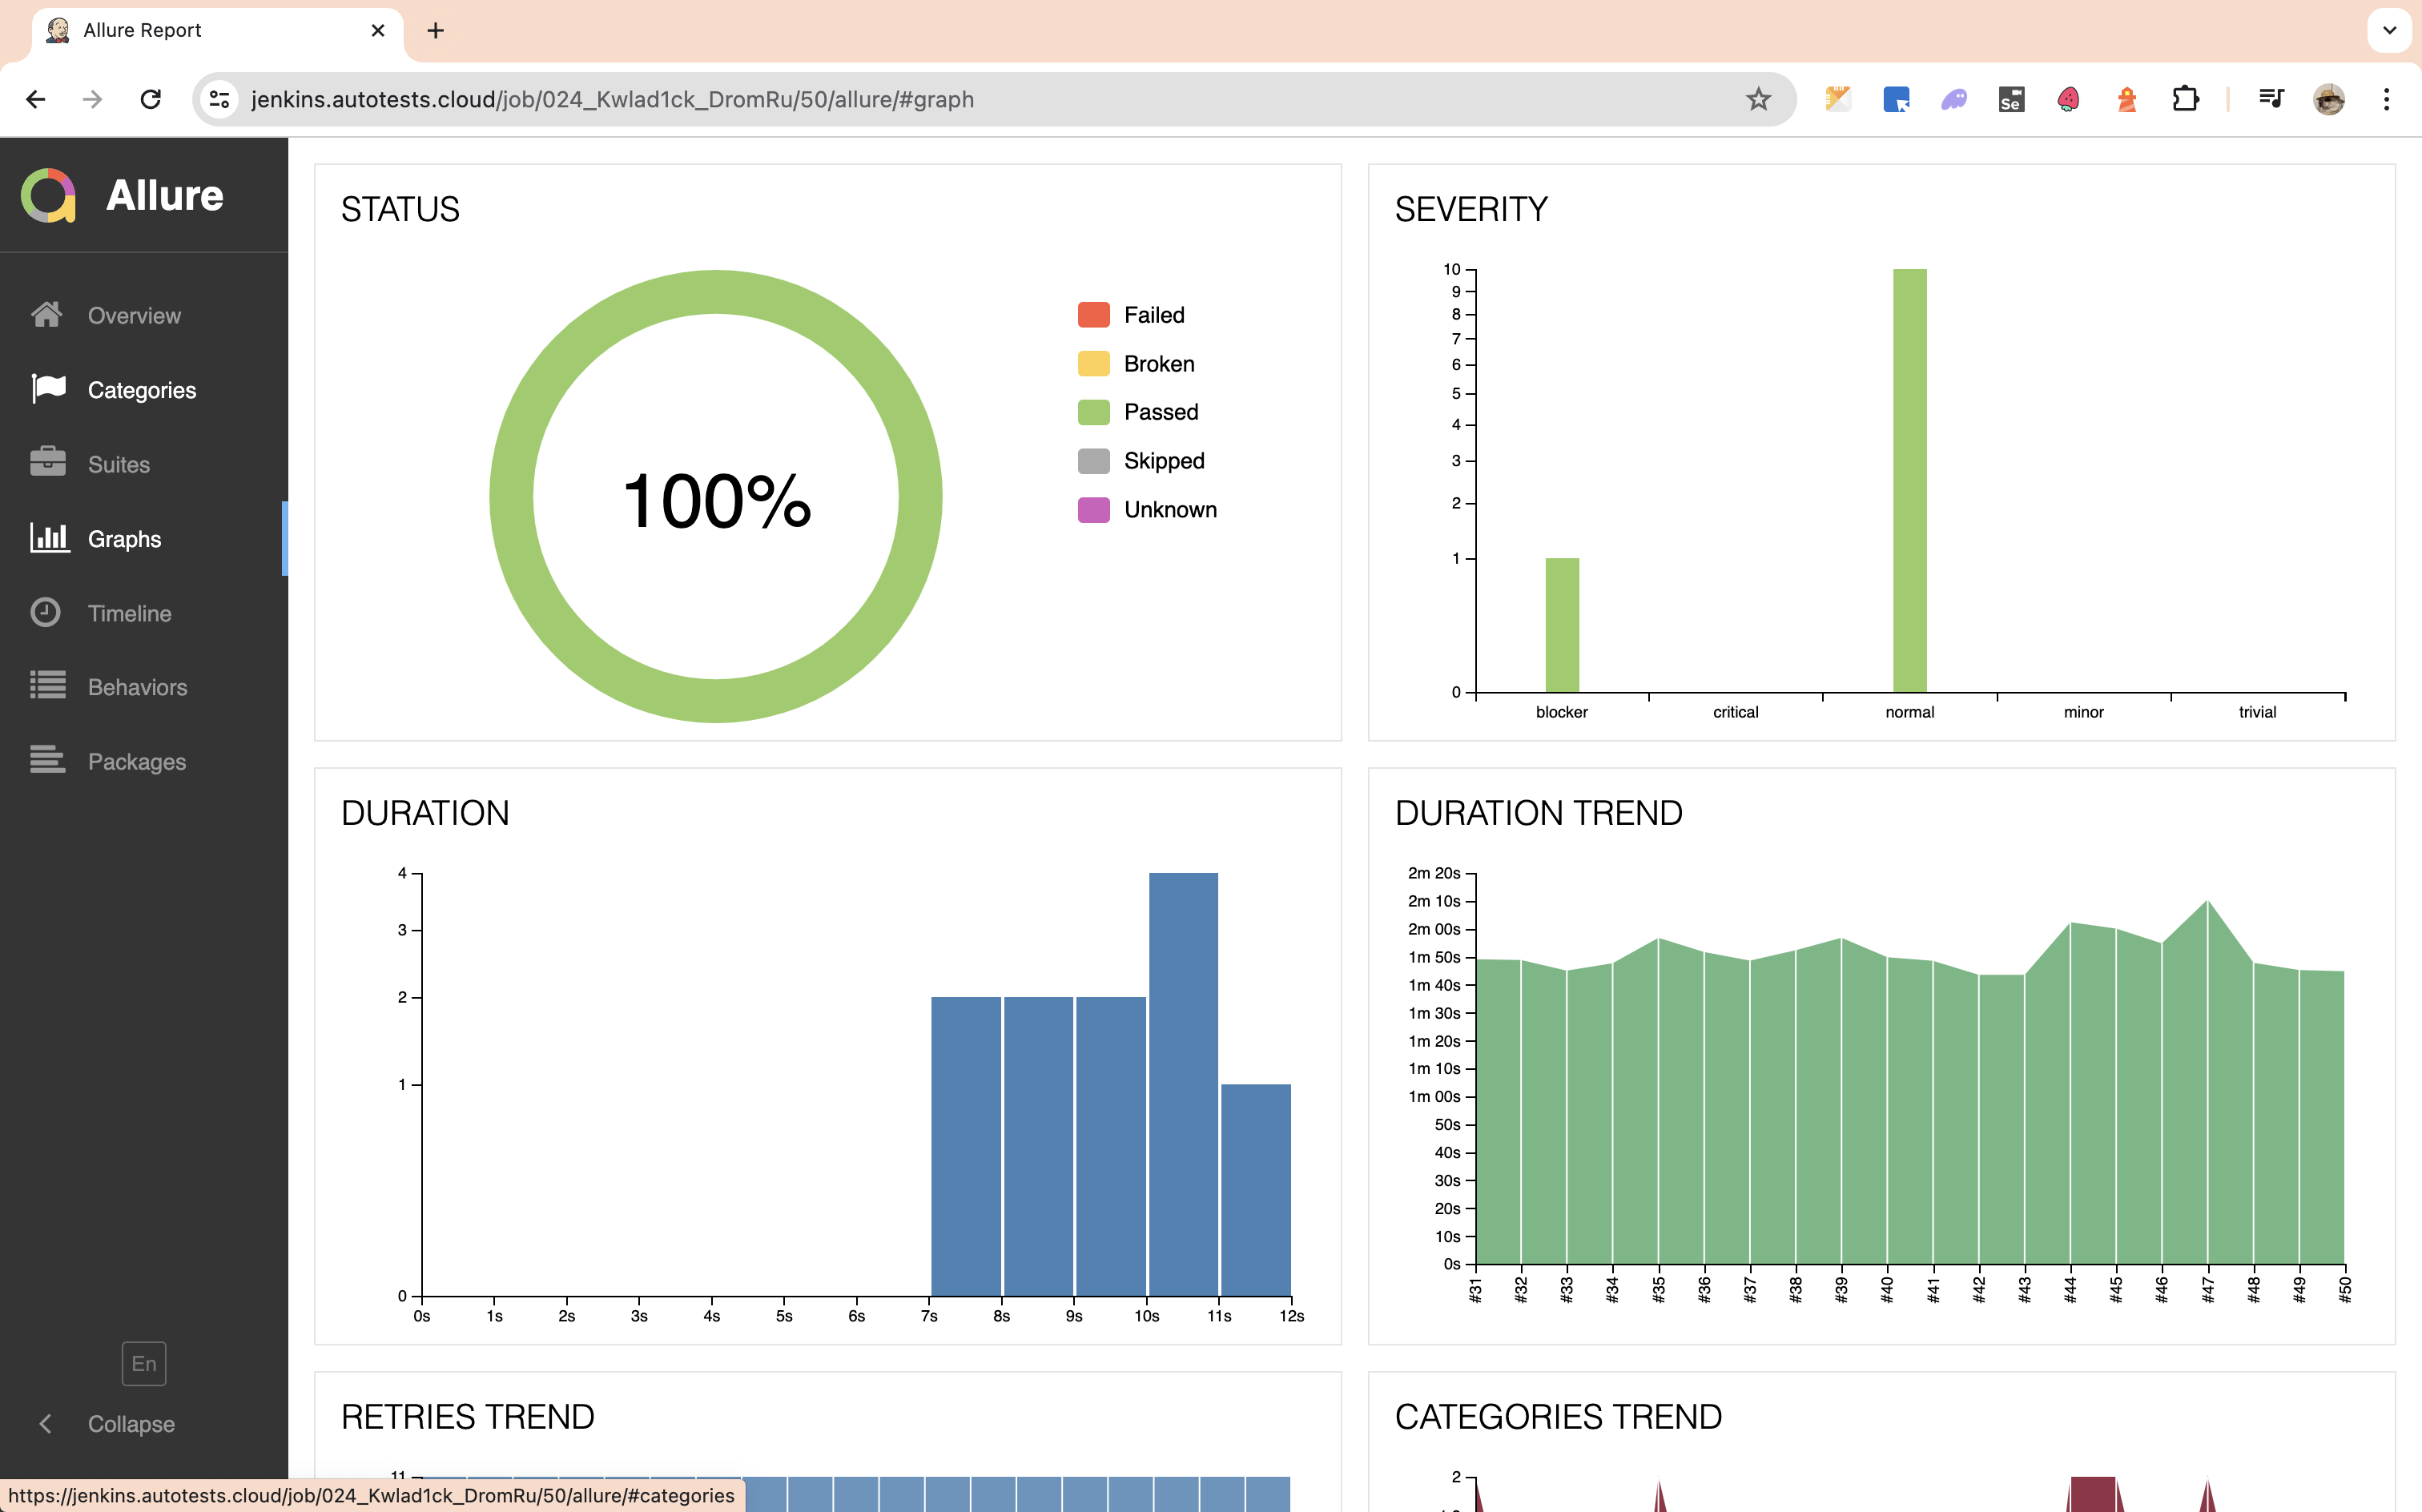 Allure Report
jenkins.autotests.cloud/job/024_Kwlad1ck_DromRu/50/allure/#graph
Se
Allure
Overview
Categories
Suites
Graphs
Timeline
Behaviors
Packages
En
Collapse
STATUS
100%
Failed
Broken
Passed
Skipped
Unknown
SEVERITY
10
9
8
7
6
5
4
3
2
1
0
blocker critical normal minor trivial
DURATION
4
3
2
1
0
0s 1s 2s 3s 4s 5s 6s 7s 8s 9s 10s 11s 12s
DURATION TREND
2m 20s
2m 10s
2m 00s
1m 50s
1m 40s
1m 30s
1m 20s
1m 10s
1m 00s
50s
40s
30s
20s
10s
0s
#31 #32 #33 #34 #35 #36 #37 #38 #39 #40 #41 #42 #43 #44 #45 #46 #47 #48 #49 #50
RETRIES TREND
11
CATEGORIES TREND
2
https://jenkins.autotests.cloud/job/024_Kwlad1ck_DromRu/50/allure/#categories